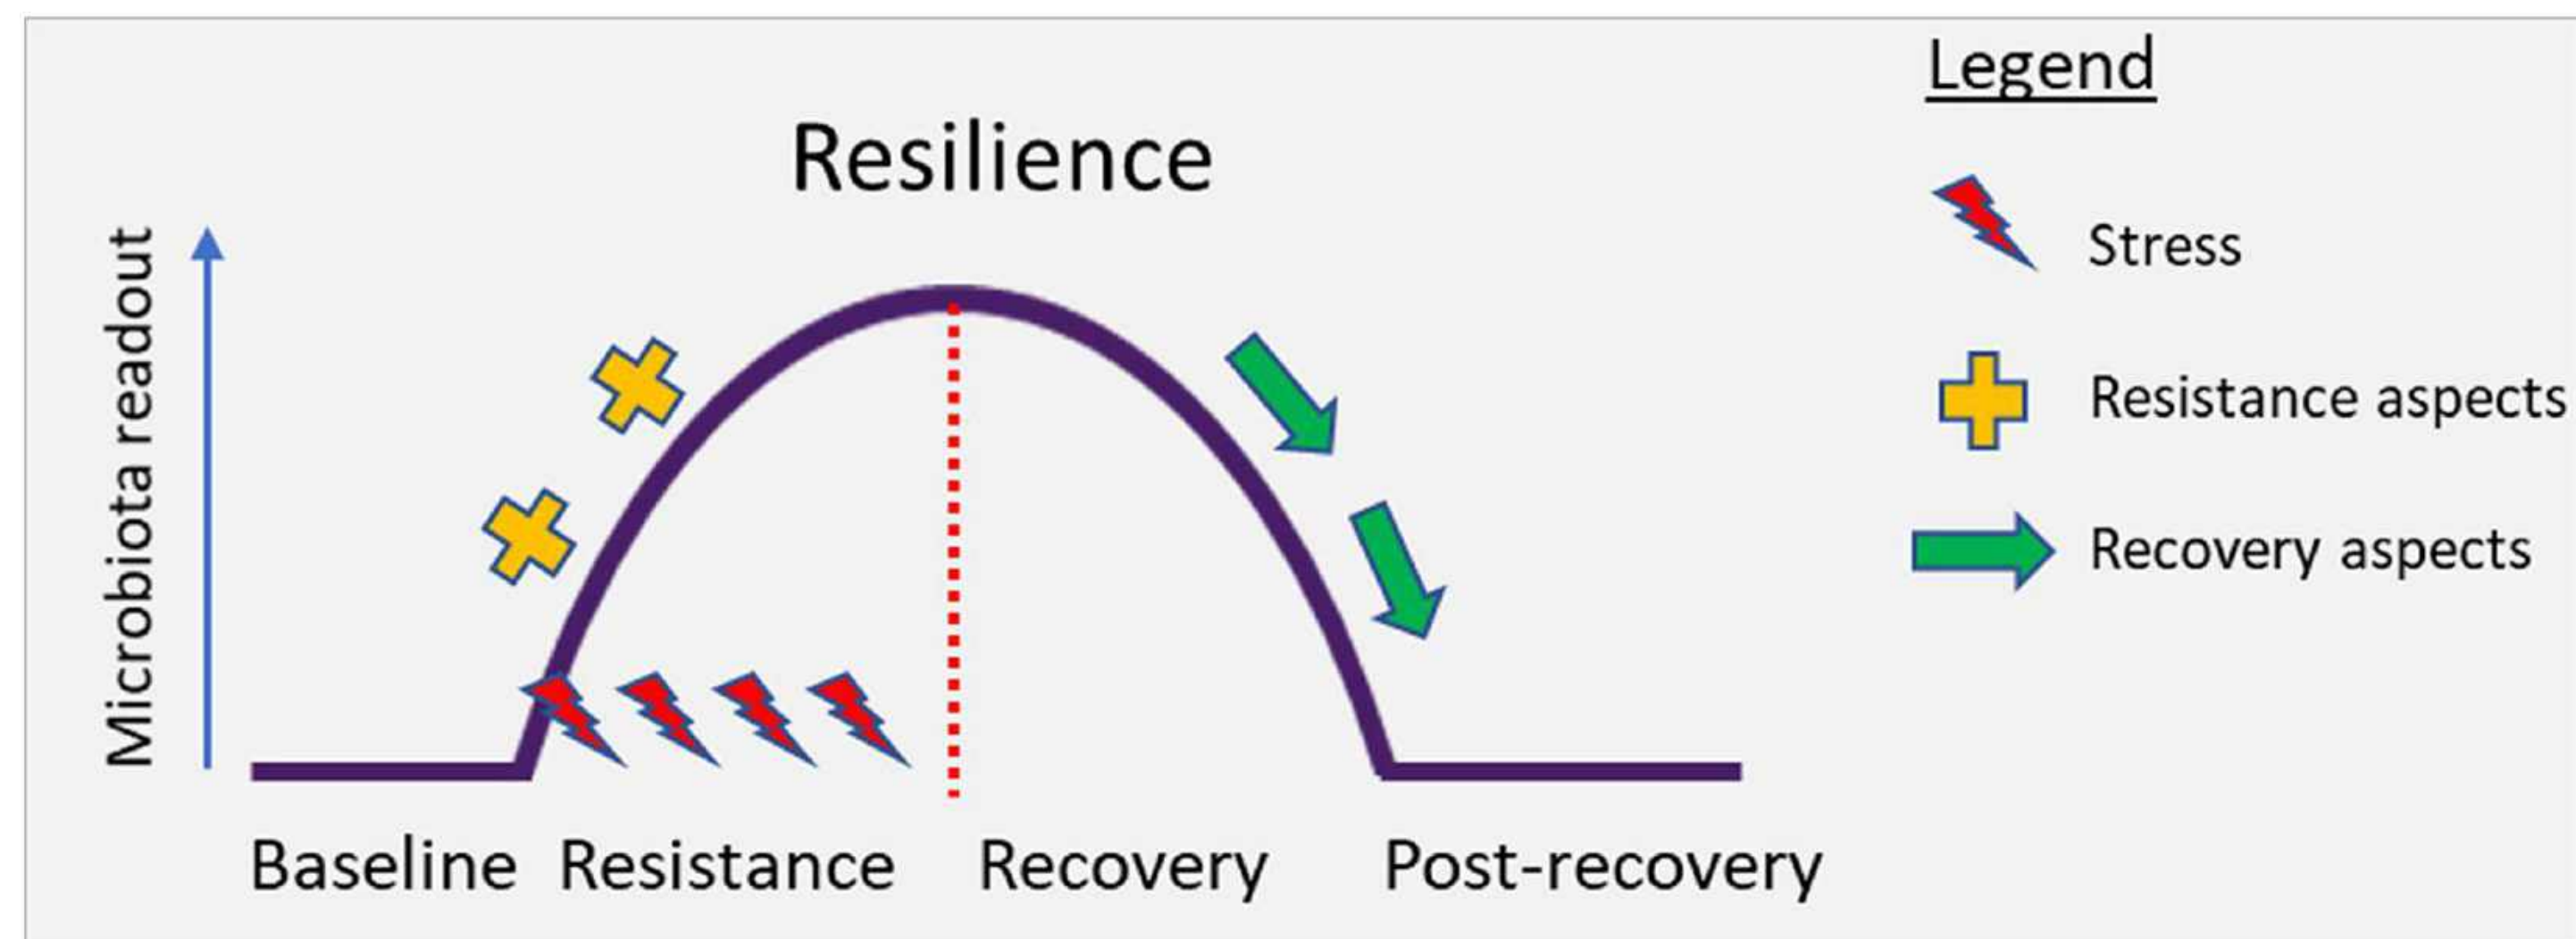 Legend
Resilience
Stress
Resistance aspects
Recovery aspects
Microbiota readout
Baseline
Resistance
Recovery
Post-recovery